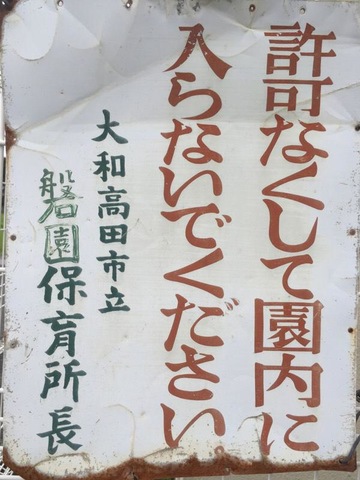 許可なくして園内に
入らないでください
大和高田市立
磐園保育所長